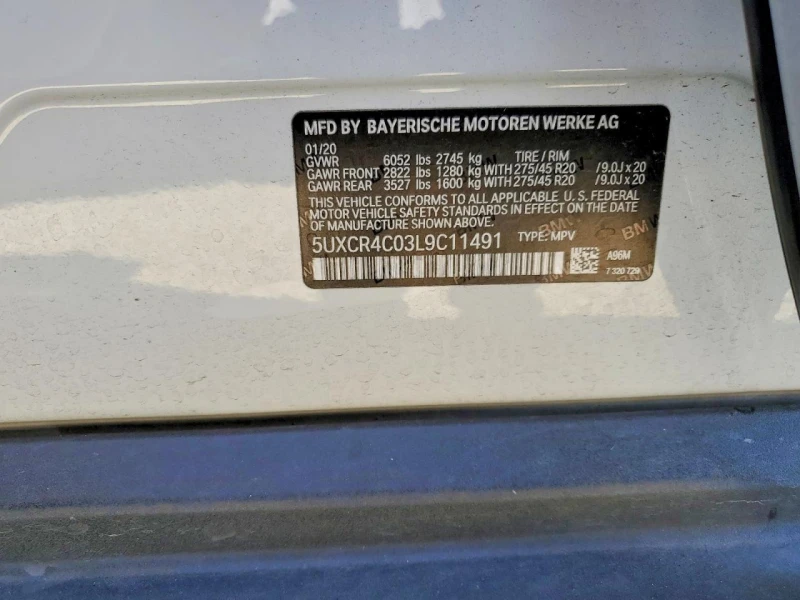 MFD BY BAYERISCHE MOTOREN WERKE AG
01/20
GVWR 6052 lbs 2745 kg TIRE / RIM
GAWR FRONT 2822 lbs 1280 kg WITH 275/45 R20 / 9.0J x 20
GAWR REAR 3527 lbs 1600 kg WITH 275/45 R20 / 9.0J x 20
THIS VEHICLE CONFORMS TO ALL APPLICABLE U. S. FEDERAL
MOTOR VEHICLE SAFETY STANDARDS IN EFFECT ON THE DATE
OF MANUFACTURE SHOWN ABOVE.
5UXCR4C03L9C11491 TYPE: MPV
A96M
7 320 729
BMW
BMW